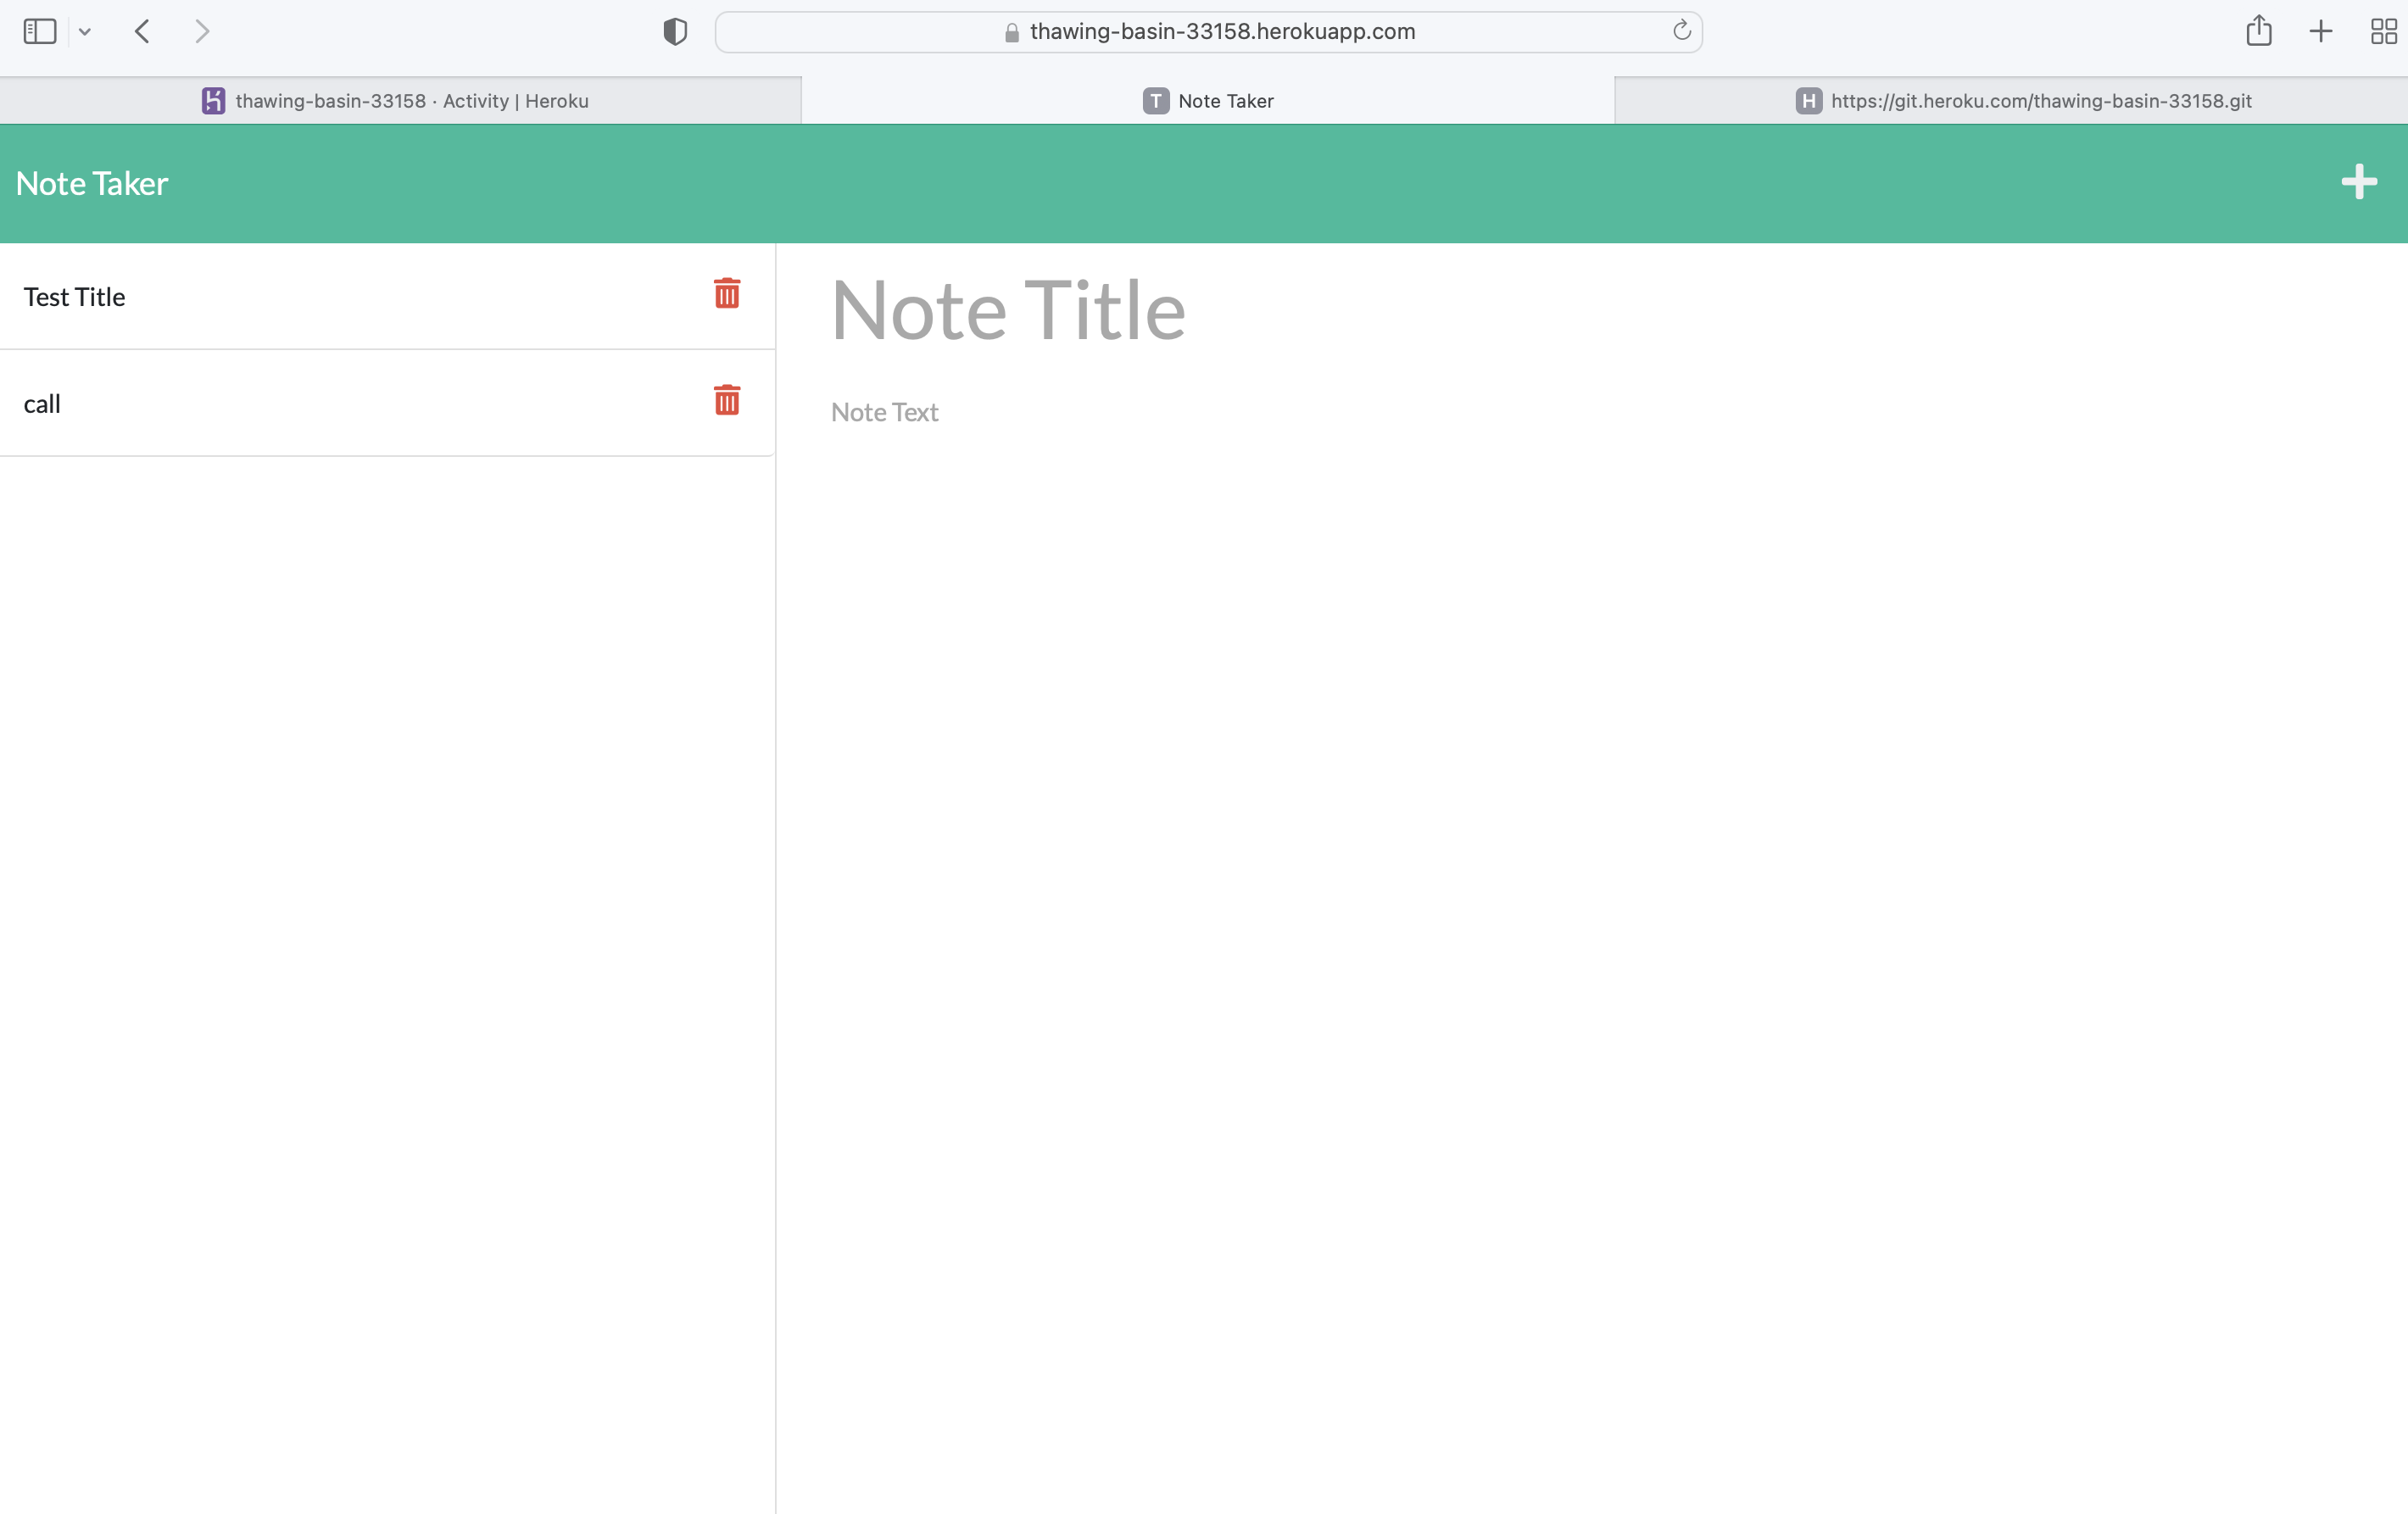 thawing-basin-33158.herokuapp.com
thawing-basin-33158 · Activity | Heroku
T Note Taker
H https://git.heroku.com/thawing-basin-33158.git
Note Taker
Test Title
call
Note Title
Note Text